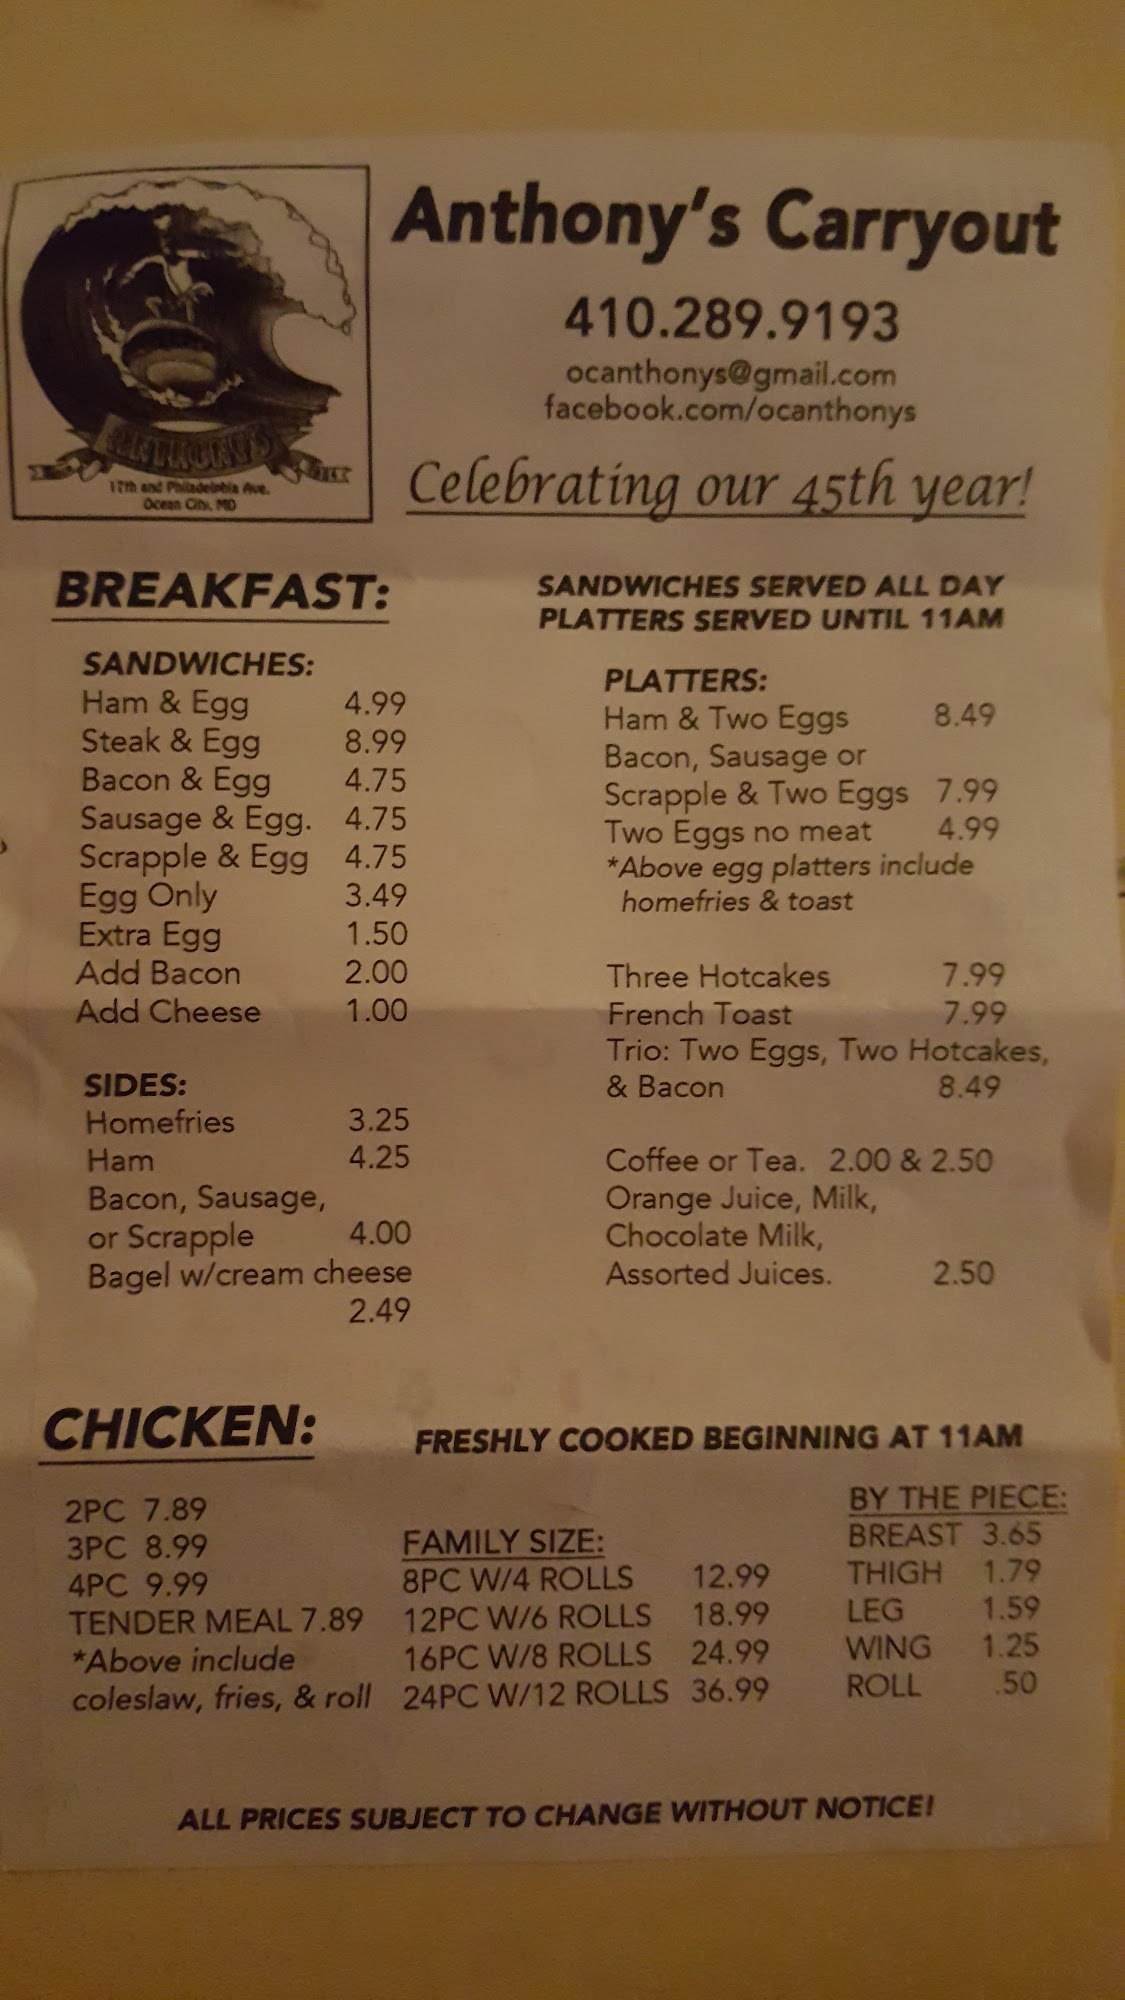 Anthony's Carryout
410.289.9193
ocanthonys@gmail.com
facebook.com/ocanthonys
Celebrating our 45th year!
ANTHONY'S
17th and Philadelphia Ave.
Ocean City, MD
BREAKFAST:
SANDWICHES SERVED ALL DAY
PLATTERS SERVED UNTIL 11AM
SANDWICHES:
Ham & Egg 4.99
Steak & Egg 8.99
Bacon & Egg 4.75
Sausage & Egg. 4.75
Scrapple & Egg 4.75
Egg Only 3.49
Extra Egg 1.50
Add Bacon 2.00
Add Cheese 1.00
SIDES:
Homefries 3.25
Ham 4.25
Bacon, Sausage,
or Scrapple 4.00
Bagel w/cream cheese
2.49
PLATTERS:
Ham & Two Eggs 8.49
Bacon, Sausage or
Scrapple & Two Eggs 7.99
Two Eggs no meat 4.99
*Above egg platters include
homefries & toast
Three Hotcakes 7.99
French Toast 7.99
Trio: Two Eggs, Two Hotcakes,
& Bacon 8.49
Coffee or Tea. 2.00 & 2.50
Orange Juice, Milk,
Chocolate Milk,
Assorted Juices. 2.50
CHICKEN:
FRESHLY COOKED BEGINNING AT 11AM
2PC 7.89
3PC 8.99
4PC 9.99
TENDER MEAL 7.89
*Above include
coleslaw, fries, & roll
FAMILY SIZE:
8PC W/4 ROLLS 12.99
12PC W/6 ROLLS 18.99
16PC W/8 ROLLS 24.99
24PC W/12 ROLLS 36.99
BY THE PIECE:
BREAST 3.65
THIGH 1.79
LEG 1.59
WING 1.25
ROLL .50
ALL PRICES SUBJECT TO CHANGE WITHOUT NOTICE!